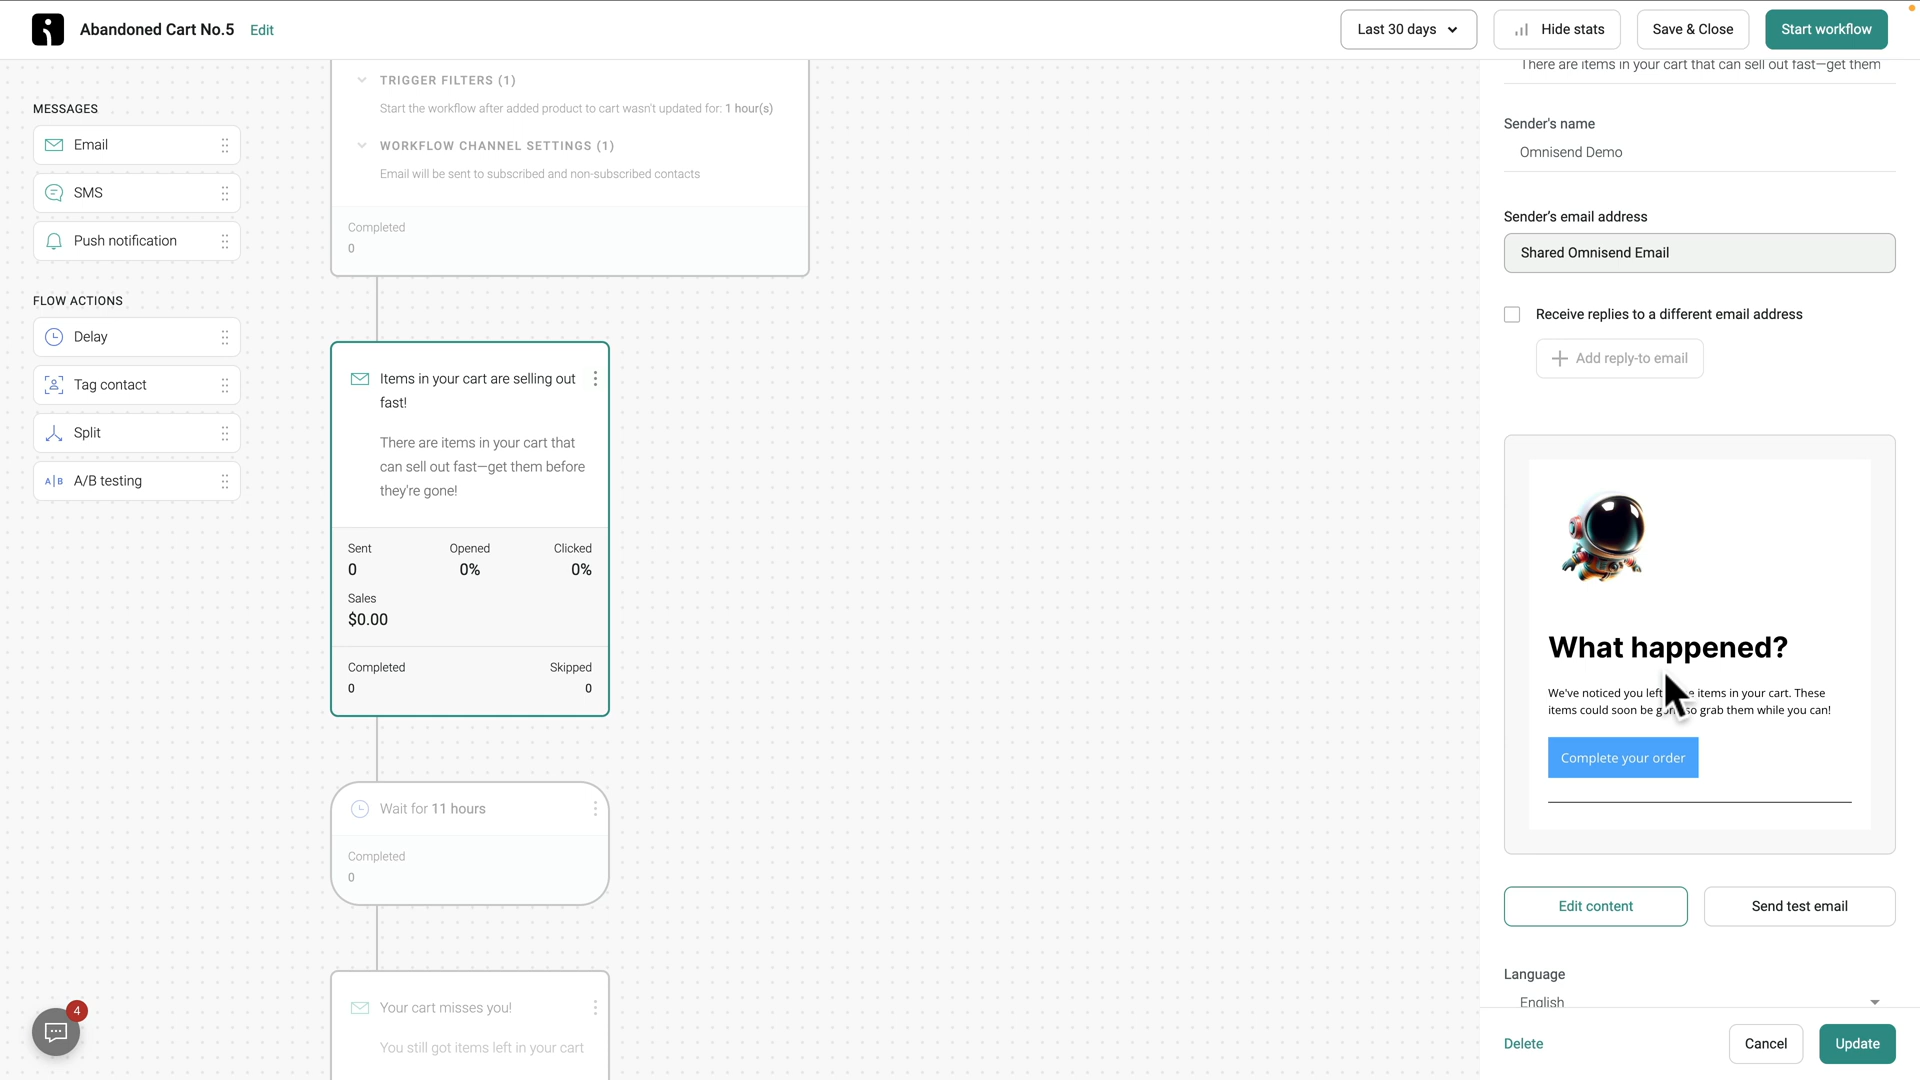 Abandoned Cart No.5 Edit
Last 30 days
Hide stats
Save & Close
Start workflow
MESSAGES
Email
SMS
Push notification
FLOW ACTIONS
Delay
Tag contact
Split
A|B A/B testing
4
TRIGGER FILTERS (1)
Start the workflow after added product to cart wasn't updated for: 1 hour(s)
WORKFLOW CHANNEL SETTINGS (1)
Email will be sent to subscribed and non-subscribed contacts
Completed
0
Items in your cart are selling out
fast!
There are items in your cart that
can sell out fast—get them before
they're gone!
Sent Opened Clicked
0 0% 0%
Sales
$0.00
Completed Skipped
0 0
Wait for 11 hours
Completed
0
Your cart misses you!
You still got items left in your cart
There are items in your cart that can sell out fast—get them
Sender's name
Omnisend Demo
Sender's email address
Shared Omnisend Email
Receive replies to a different email address
Add reply-to email
What happened?
We've noticed you left items in your cart. These
items could soon be so grab them while you can!
Complete your order
Edit content
Send test email
Language
English
Delete
Cancel
Update